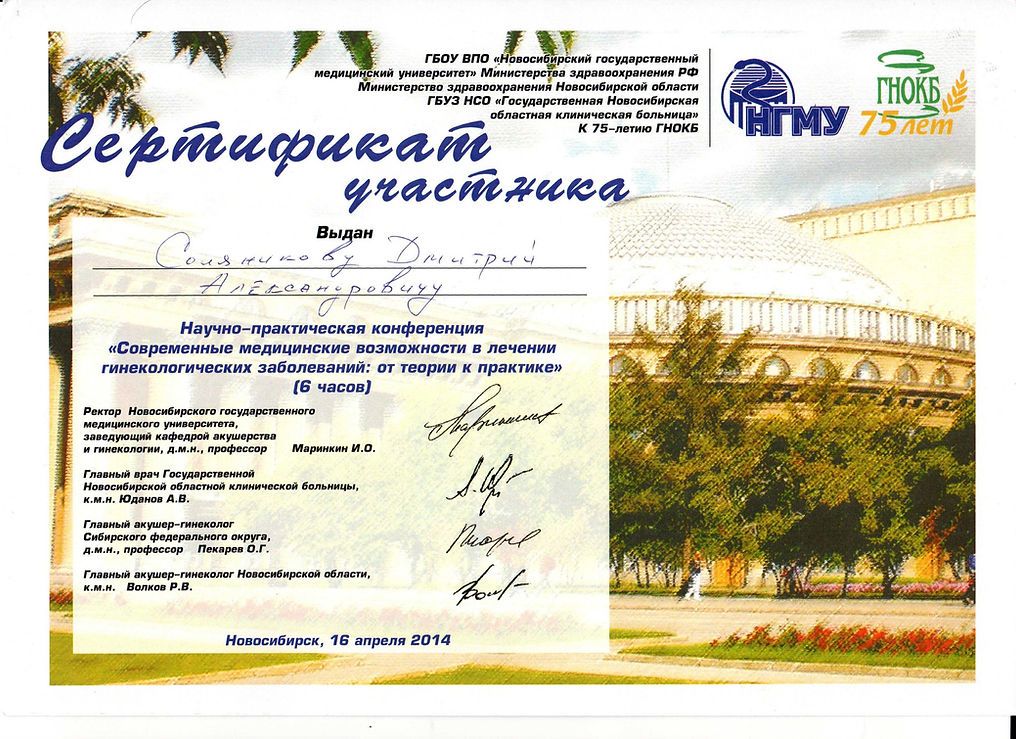 ГБОУ ВПО «Новосибирский государственный
медицинский университет» Министерства здравоохранения РФ
Министерство здравоохранения Новосибирской области
ГБУЗ НСО «Государственная Новосибирская
областная клиническая больница»
К 75-летию ГНОКБ
НГМУ
ГНОКБ
75 лет
Сертификат
участника
Выдан
Соляникову Дмитрий
Александровичу
Научно-практическая конференция
«Современные медицинские возможности в лечении
гинекологических заболеваний: от теории к практике»
(6 часов)
Ректор Новосибирского государственного
медицинского университета,
заведующий кафедрой акушерства
и гинекологии, д.м.н., профессор Маринкин И.О.
Главный врач Государственной
Новосибирской областной клинической больницы,
к.м.н. Юданов А.В.
Главный акушер-гинеколог
Сибирского федерального округа,
д.м.н., профессор Пекарев О.Г.
Главный акушер-гинеколог Новосибирской области,
к.м.н. Волков Р.В.
Новосибирск, 16 апреля 2014